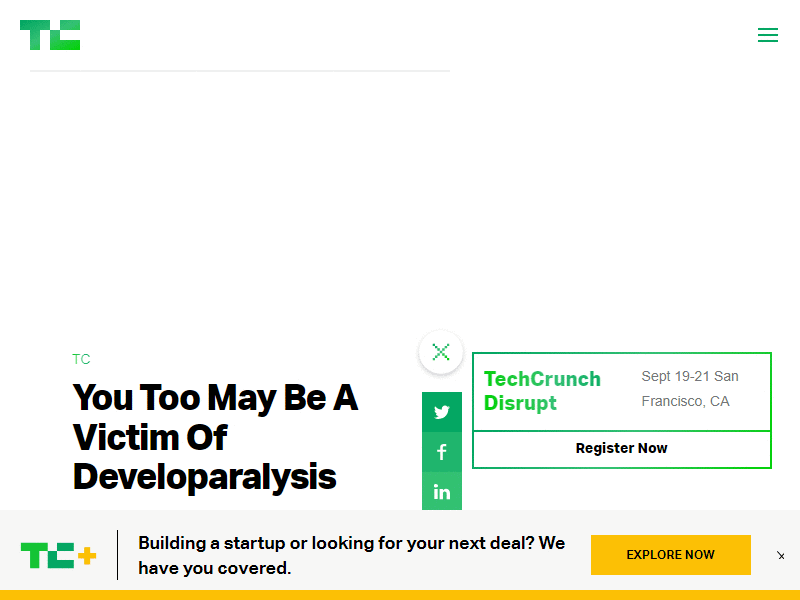 TC
TC
You Too May Be A
Victim Of
Developaralysis
TechCrunch
Disrupt
Sept 19-21 San
Francisco, CA
Register Now
TC+
Building a startup or looking for your next deal? We
have you covered.
EXPLORE NOW